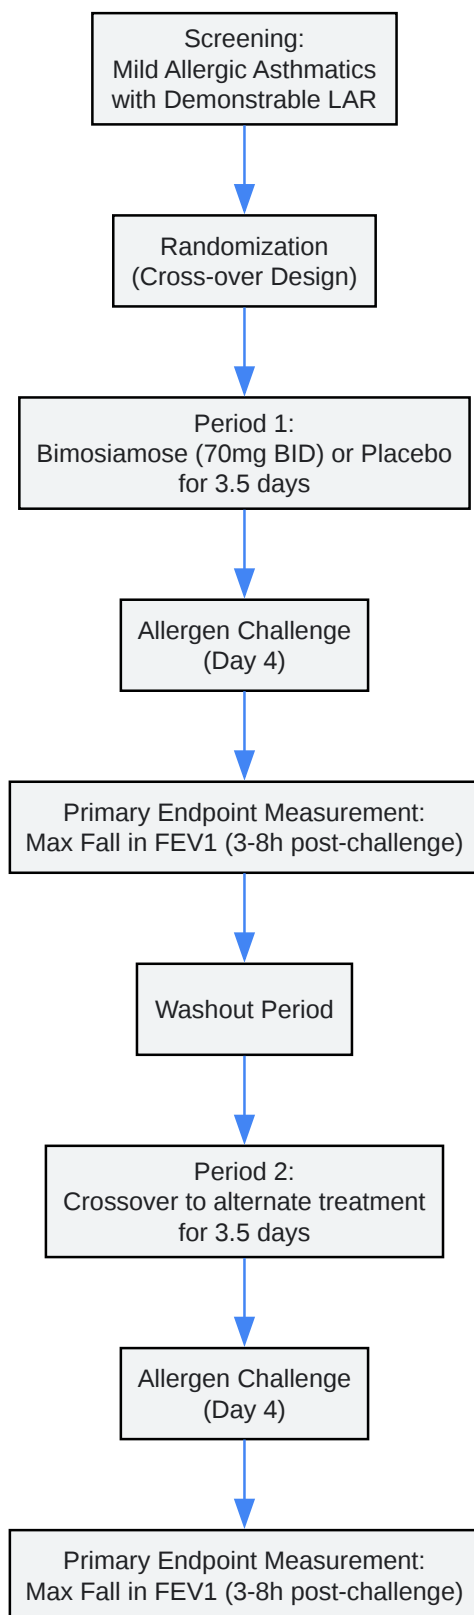 Screening:
Mild Allergic Asthmatics
with Demonstrable LAR
Randomization
(Cross-over Design)
Period 1:
Bimosiamose (70mg BID) or Placebo
for 3.5 days
Allergen Challenge
(Day 4)
Primary Endpoint Measurement:
Max Fall in FEV1 (3-8h post-challenge)
Washout Period
Period 2:
Crossover to alternate treatment
for 3.5 days
Allergen Challenge
(Day 4)
Primary Endpoint Measurement:
Max Fall in FEV1 (3-8h post-challenge)